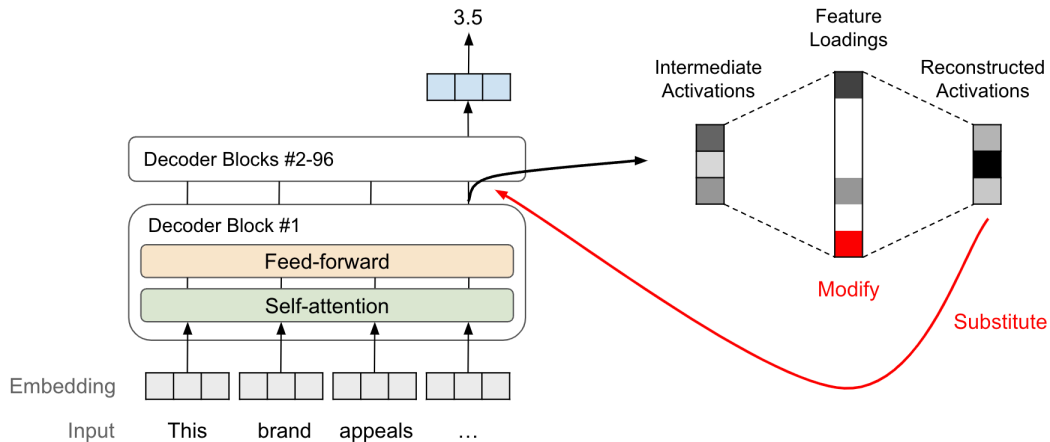 3.5
Feature
Loadings
Intermediate
Activations
Reconstructed
Activations
Decoder Blocks #2-96
Decoder Block #1
Feed-forward
Self-attention
Modify
Substitute
Embedding
Input This brand appeals ...